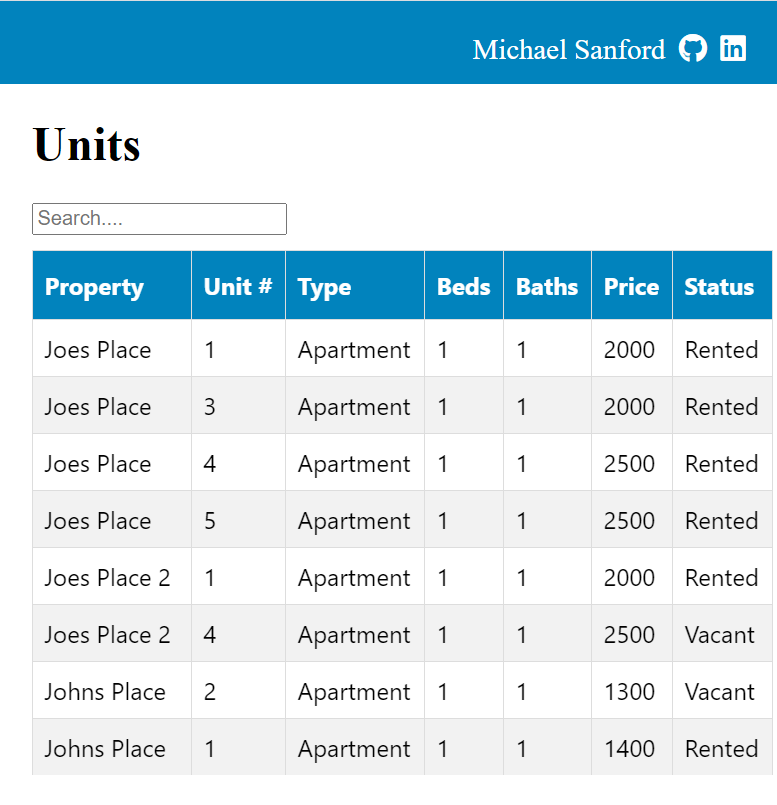 Michael Sanford
Units
Search....
Property Unit # Type Beds Baths Price Status
Joes Place 1 Apartment 1 1 2000 Rented
Joes Place 3 Apartment 1 1 2000 Rented
Joes Place 4 Apartment 1 1 2500 Rented
Joes Place 5 Apartment 1 1 2500 Rented
Joes Place 2 1 Apartment 1 1 2000 Rented
Joes Place 2 4 Apartment 1 1 2500 Vacant
Johns Place 2 Apartment 1 1 1300 Vacant
Johns Place 1 Apartment 1 1 1400 Rented